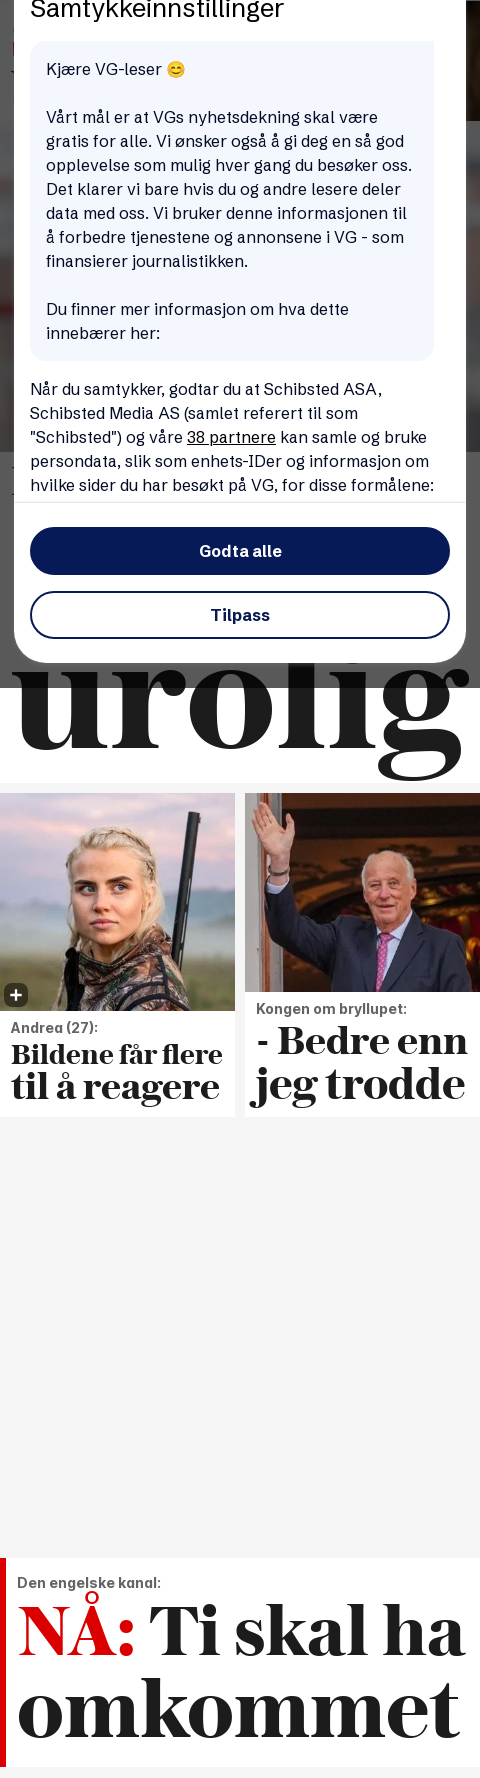 Samtykkeinnstillinger
Kjære VG-leser 😊
Vårt mål er at VGs nyhetsdekning skal være
gratis for alle. Vi ønsker også å gi deg en så god
opplevelse som mulig hver gang du besøker oss.
Det klarer vi bare hvis du og andre lesere deler
data med oss. Vi bruker denne informasjonen til
å forbedre tjenestene og annonsene i VG - som
finansierer journalistikken.
Du finner mer informasjon om hva dette
innebærer her:
Når du samtykker, godtar du at Schibsted ASA,
Schibsted Media AS (samlet referert til som
"Schibsted") og våre 38 partnere kan samle og bruke
persondata, slik som enhets-IDer og informasjon om
hvilke sider du har besøkt på VG, for disse formålene:
Godta alle
Tilpass
urolig
Andrea (27):
Bildene får flere
til å reagere
Kongen om bryllupet:
- Bedre enn
jeg trodde
Den engelske kanal:
NÅ: Ti skal ha
omkommet